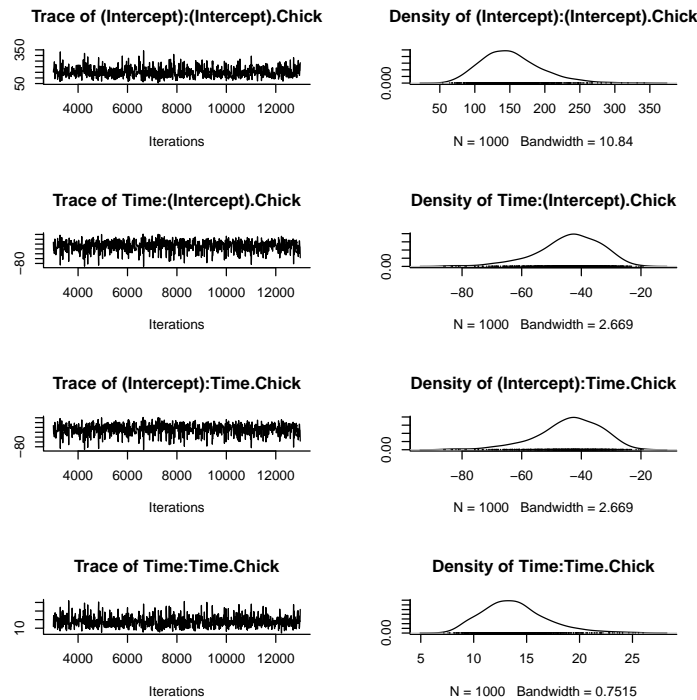 Trace of (Intercept):(Intercept).Chick
Density of (Intercept):(Intercept).Chick
350
50
4000 6000 8000 10000 12000
Iterations
0.000
50 100 150 200 250 300 350
N = 1000 Bandwidth = 10.84
Trace of Time:(Intercept).Chick
Density of Time:(Intercept).Chick
−80
4000 6000 8000 10000 12000
Iterations
0.00
−80 −60 −40 −20
N = 1000 Bandwidth = 2.669
Trace of (Intercept):Time.Chick
Density of (Intercept):Time.Chick
−80
4000 6000 8000 10000 12000
Iterations
0.00
−80 −60 −40 −20
N = 1000 Bandwidth = 2.669
Trace of Time:Time.Chick
Density of Time:Time.Chick
10
4000 6000 8000 10000 12000
Iterations
0.00
5 10 15 20 25
N = 1000 Bandwidth = 0.7515